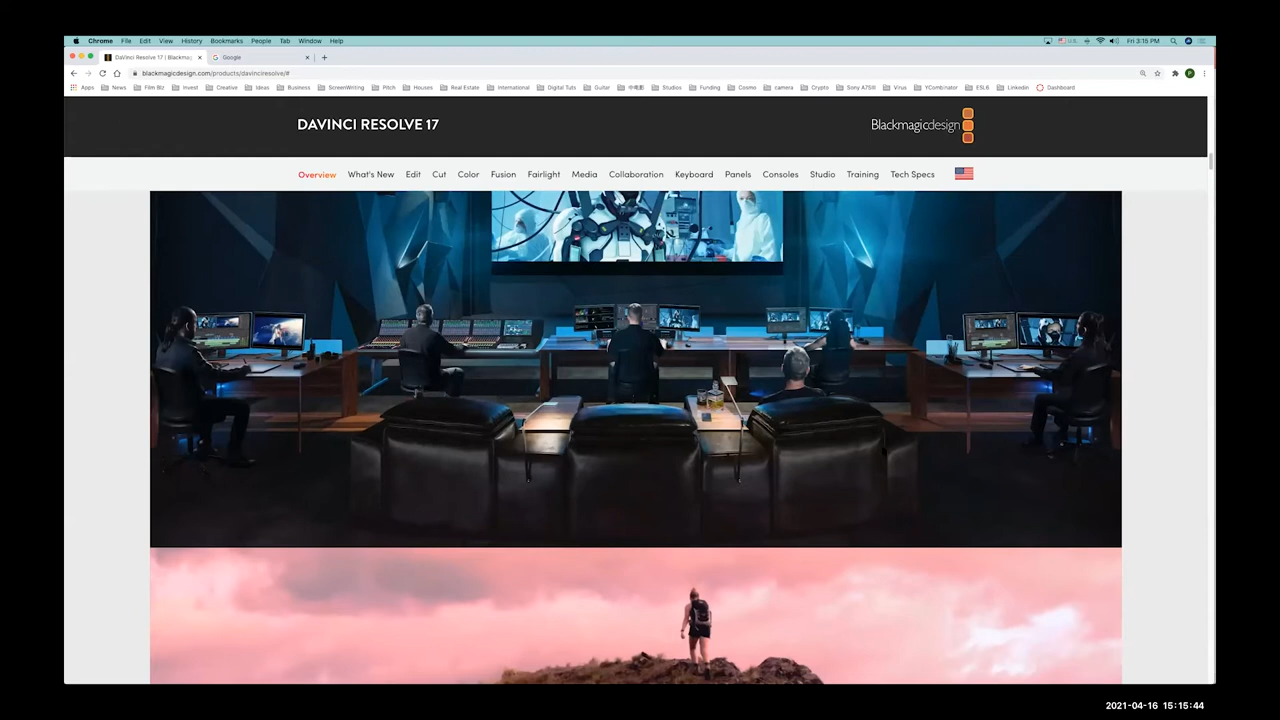 Chrome File Edit View History Bookmarks People Tab Window Help U.S. Fri 3:15 PM
DaVinci Resolve 17 | Blackmag Google
blackmagicdesign.com/products/davinciresolve/#
Apps News Film Biz Invest Creative Ideas Business ScreenWriting Pitch Houses Real Estate International Digital Tuts Guitar 中電影 Studios Funding Cosmo camera Crypto Sony A7SIII Virus YCombinator ESL6 Linkedin Dashboard
DAVINCI RESOLVE 17 Blackmagicdesign
Overview What's New Edit Cut Color Fusion Fairlight Media Collaboration Keyboard Panels Consoles Studio Training Tech Specs
2021-04-16 15:15:44